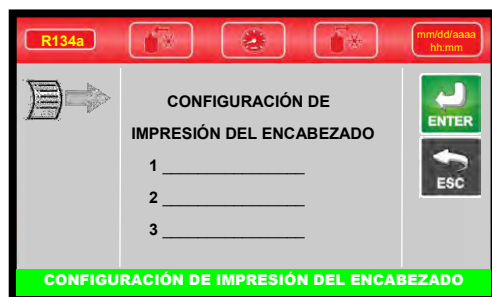 R134a
mm/dd/aaaa
hh:mm
CONFIGURACIÓN DE
IMPRESIÓN DEL ENCABEZADO
1 ________________
2 ________________
3 ________________
ENTER
ESC
CONFIGURACIÓN DE IMPRESIÓN DEL ENCABEZADO